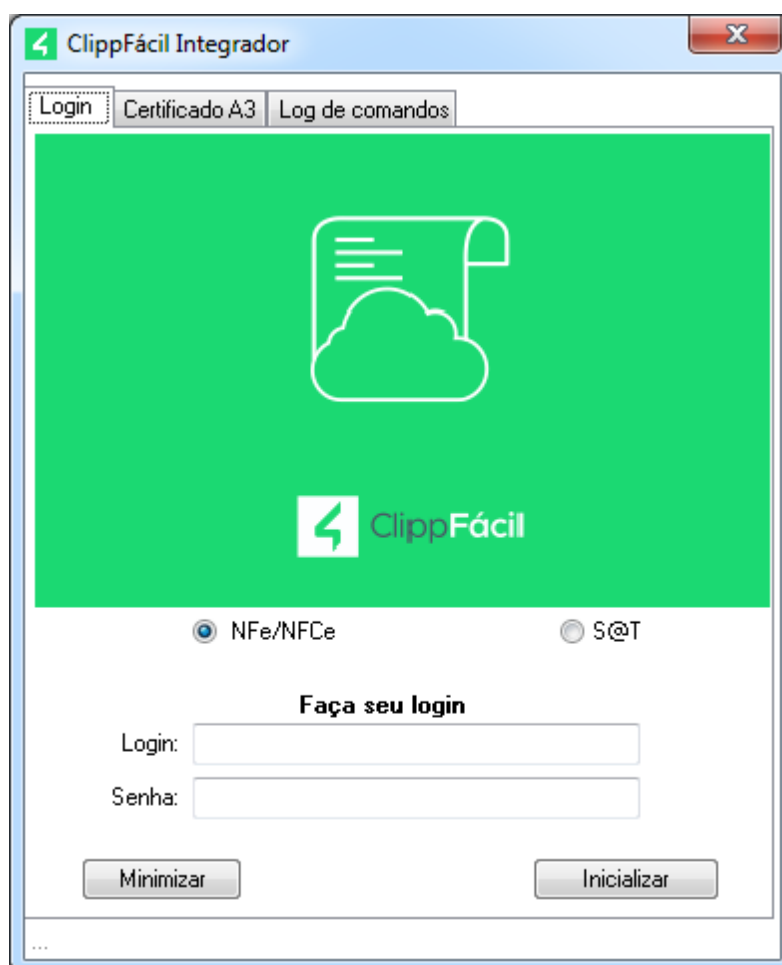 ClippFácil Integrador
Login Certificado A3 Log de comandos
ClippFácil
NFe/NFCe S@T
Faça seu login
Login:
Senha:
Minimizar Inicializar
...